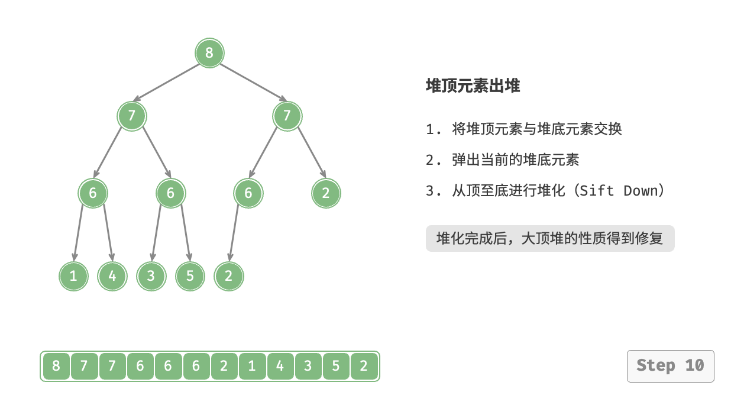 8
堆顶元素出堆
7 7
1. 将堆顶元素与堆底元素交换
2. 弹出当前的堆底元素
6 6 6 2
3. 从顶至底进行堆化（Sift Down）
堆化完成后，大顶堆的性质得到修复
1 4 3 5 2
8 7 7 6 6 6 2 1 4 3 5 2
Step 10